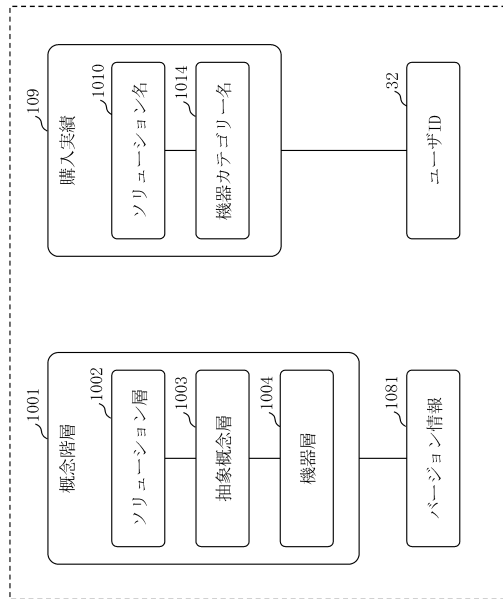 1001
概念階層
1002
ソリューション層
1003
抽象概念層
1004
機器層
1081
バージョン情報
109
購入実績
1010
ソリューション名
1014
機器カテゴリー名
32
ユーザID